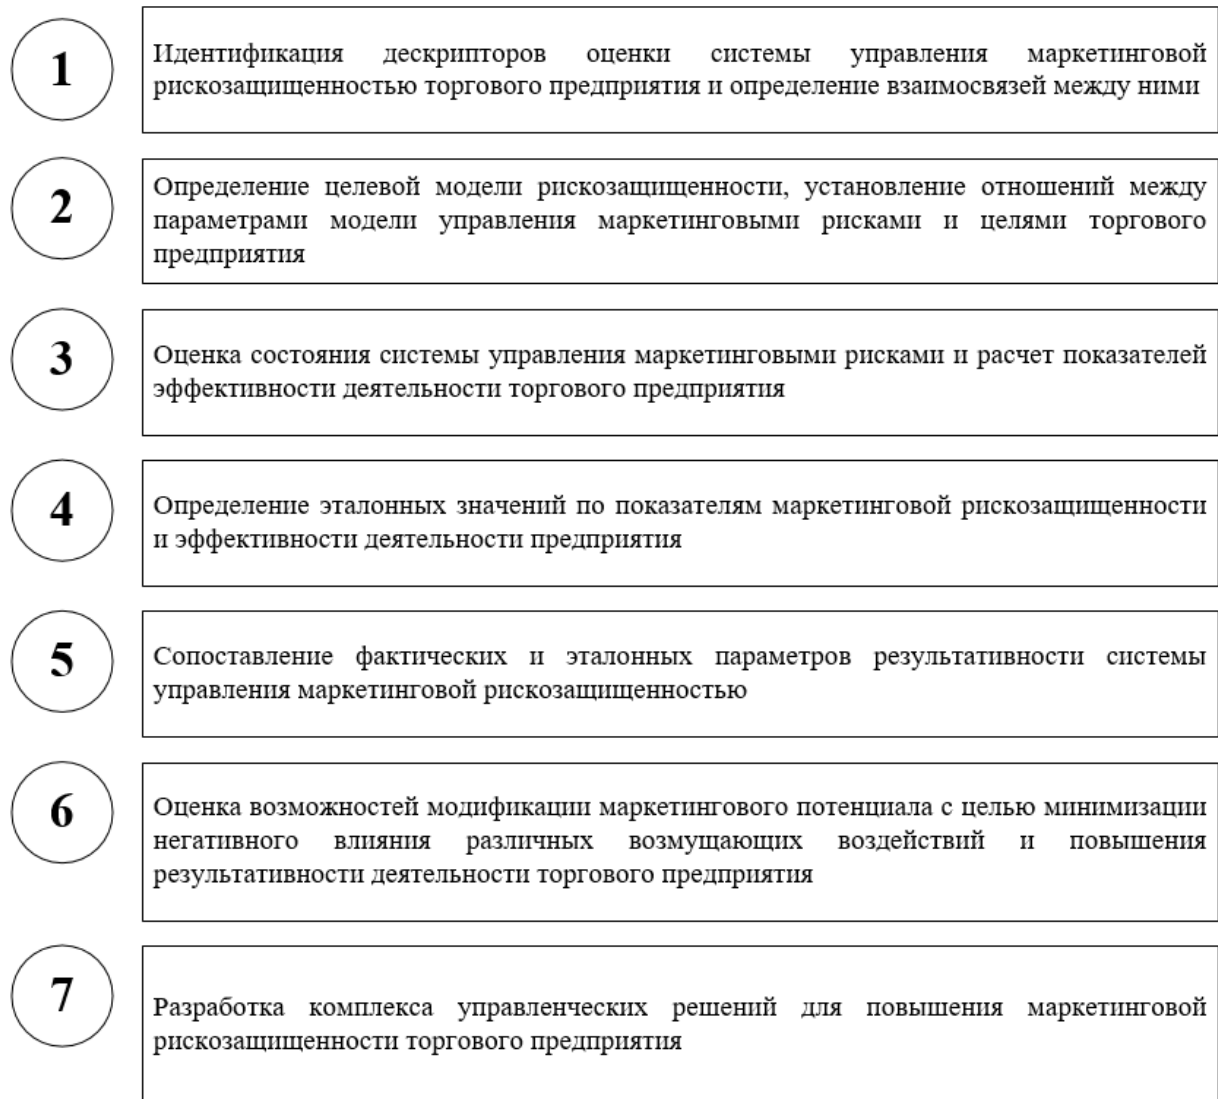 1
Идентификация дескрипторов оценки системы управления маркетинговой
рискозащищенностью торгового предприятия и определение взаимосвязей между ними
2
Определение целевой модели рискозащищенности, установление отношений между
параметрами модели управления маркетинговыми рисками и целями торгового
предприятия
3
Оценка состояния системы управления маркетинговыми рисками и расчет показателей
эффективности деятельности торгового предприятия
4
Определение эталонных значений по показателям маркетинговой рискозащищенности
и эффективности деятельности предприятия
5
Сопоставление фактических и эталонных параметров результативности системы
управления маркетинговой рискозащищенностью
6
Оценка возможностей модификации маркетингового потенциала с целью минимизации
негативного влияния различных возмущающих воздействий и повышения
результативности деятельности торгового предприятия
7
Разработка комплекса управленческих решений для повышения маркетинговой
рискозащищенности торгового предприятия